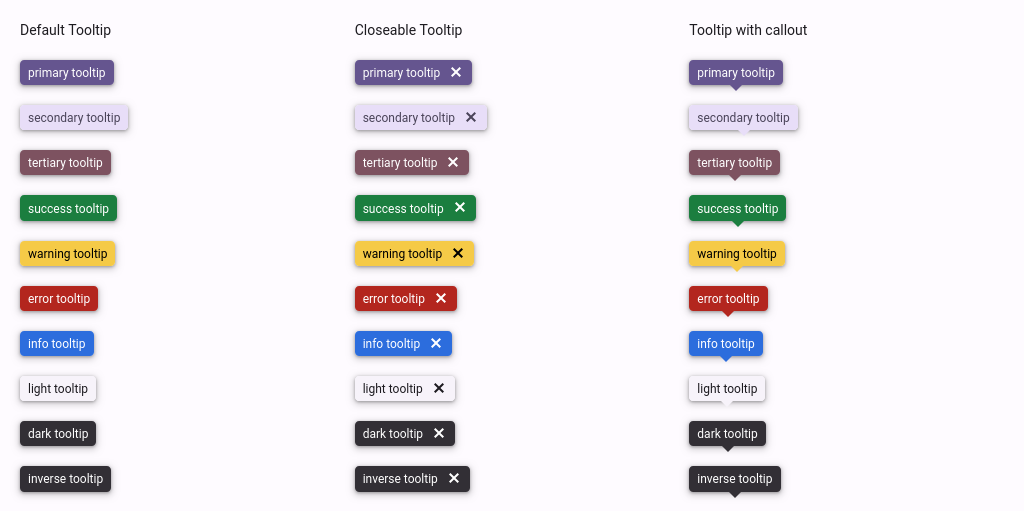 Default Tooltip
primary tooltip
secondary tooltip
tertiary tooltip
success tooltip
warning tooltip
error tooltip
info tooltip
light tooltip
dark tooltip
inverse tooltip
Closeable Tooltip
primary tooltip ✕
secondary tooltip ✕
tertiary tooltip ✕
success tooltip ✕
warning tooltip ✕
error tooltip ✕
info tooltip ✕
light tooltip ✕
dark tooltip ✕
inverse tooltip ✕
Tooltip with callout
primary tooltip
secondary tooltip
tertiary tooltip
success tooltip
warning tooltip
error tooltip
info tooltip
light tooltip
dark tooltip
inverse tooltip